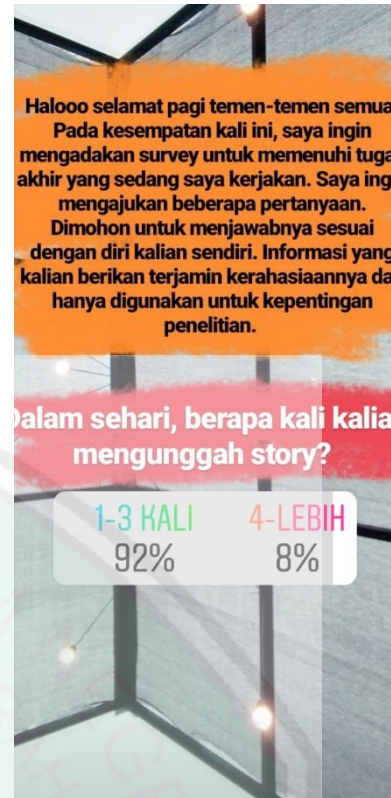 Halooo selamat pagi temen-temen semua
Pada kesempatan kali ini, saya ingin
mengadakan survey untuk memenuhi tuga
akhir yang sedang saya kerjakan. Saya ing
mengajukan beberapa pertanyaan.
Dimohon untuk menjawabnya sesuai
dengan diri kalian sendiri. Informasi yang
kalian berikan terjamin kerahasiaannya da
hanya digunakan untuk kepentingan
penelitian.
Dalam sehari, berapa kali kalia
mengunggah story?
1-3 KALI 4-LEBIH
92% 8%